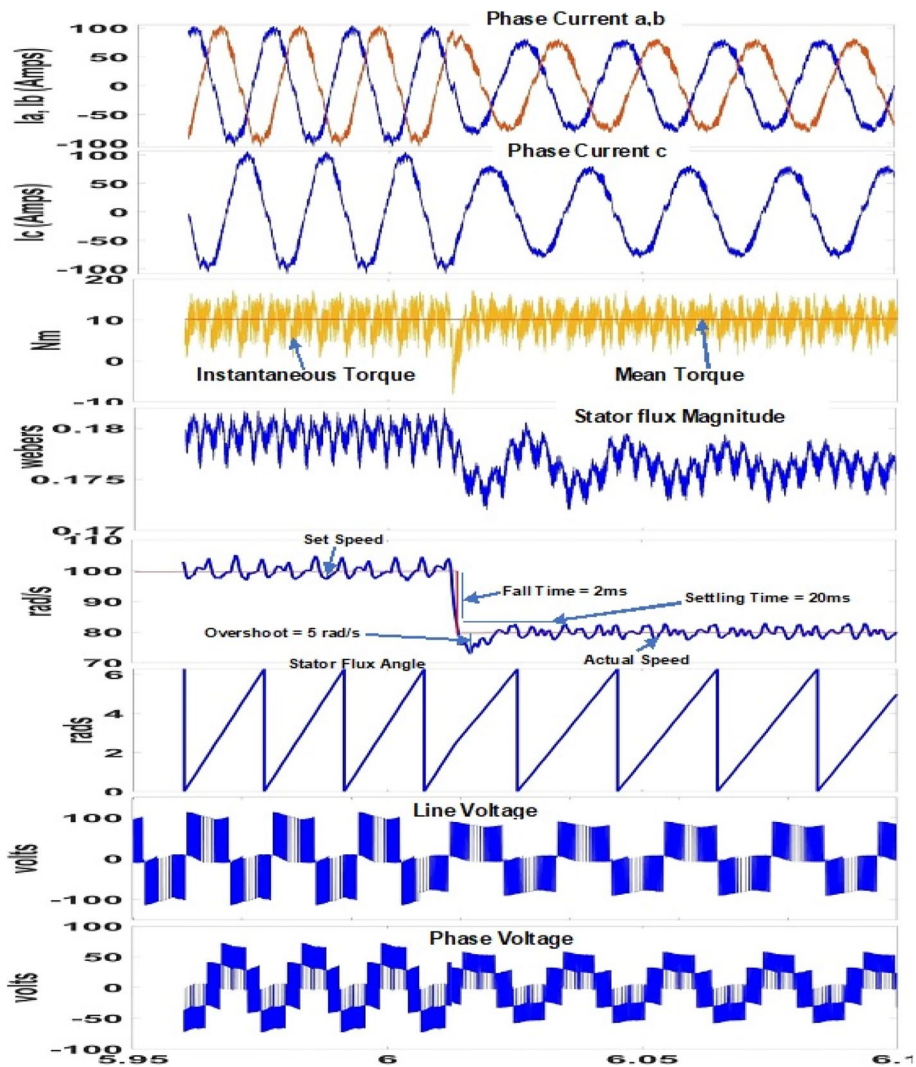 Phase Current a,b
100
50
0
-50
-100
Ia, Ib (Amps)
Phase Current c
100
50
0
-50
-100
Ic (Amps)
20
10
0
-10
Nm
Instantaneous Torque
Mean Torque
Stator flux Magnitude
0.18
0.175
0.17
webers
110
100
90
80
70
rad/s
Set Speed
Fall Time = 2ms
Settling Time = 20ms
Overshoot = 5 rad/s
Actual Speed
Stator Flux Angle
6
4
2
0
rads
Line Voltage
100
0
-100
volts
100
50
0
-50
-100
volts
Phase Voltage
5.95
6
6.05
6.1